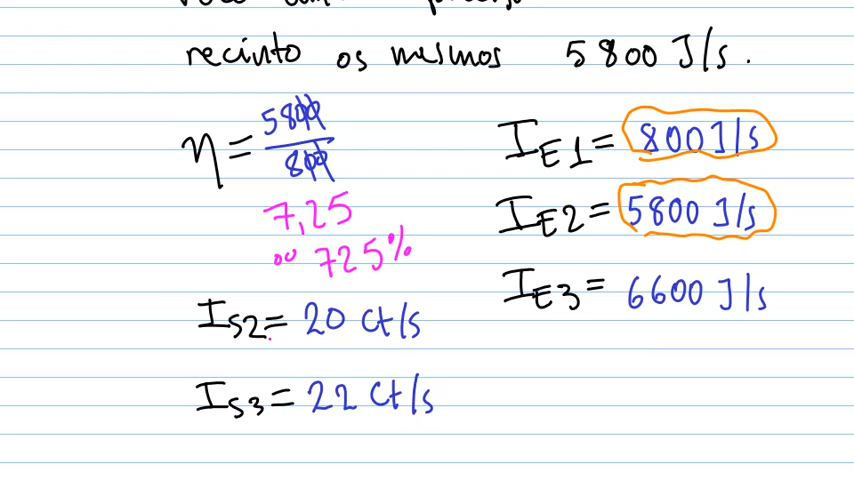 recinto os mesmos 5800 J/s.
η = 5800/800
7,25
ou 725%
I_S2 = 20 Ct/s
I_S3 = 22 Ct/s
I_E1 = 800 J/s
I_E2 = 5800 J/s
I_E3 = 6600 J/s